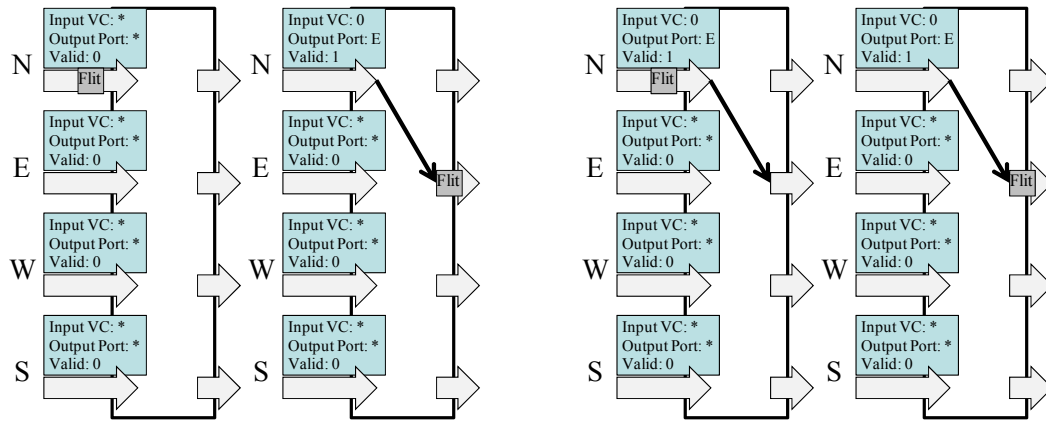 Input VC: *
Output Port: *
Valid: 0
N
Flit
Input VC: *
Output Port: *
Valid: 0
E
Input VC: *
Output Port: *
Valid: 0
W
Input VC: *
Output Port: *
Valid: 0
S
Input VC: 0
Output Port: E
Valid: 1
N
Input VC: *
Output Port: *
Valid: 0
E
Flit
Input VC: *
Output Port: *
Valid: 0
W
Input VC: *
Output Port: *
Valid: 0
S
Input VC: 0
Output Port: E
Valid: 1
N
Flit
Input VC: *
Output Port: *
Valid: 0
E
Input VC: *
Output Port: *
Valid: 0
W
Input VC: *
Output Port: *
Valid: 0
S
Input VC: 0
Output Port: E
Valid: 1
N
Input VC: *
Output Port: *
Valid: 0
E
Flit
Input VC: *
Output Port: *
Valid: 0
W
Input VC: *
Output Port: *
Valid: 0
S